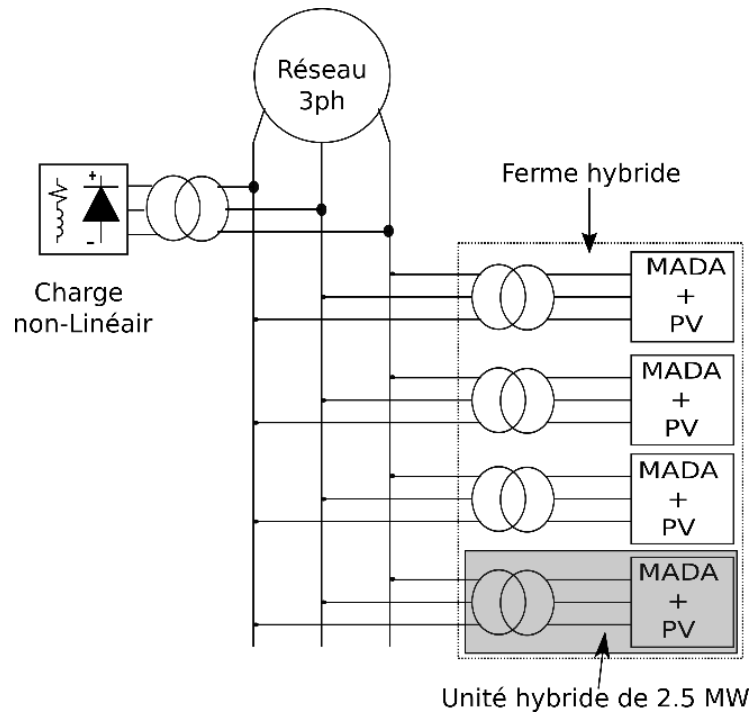 Réseau
3ph
Ferme hybride
+
-
Charge
non-Linéair
MADA
+
PV
MADA
+
PV
MADA
+
PV
MADA
+
PV
Unité hybride de 2.5 MW